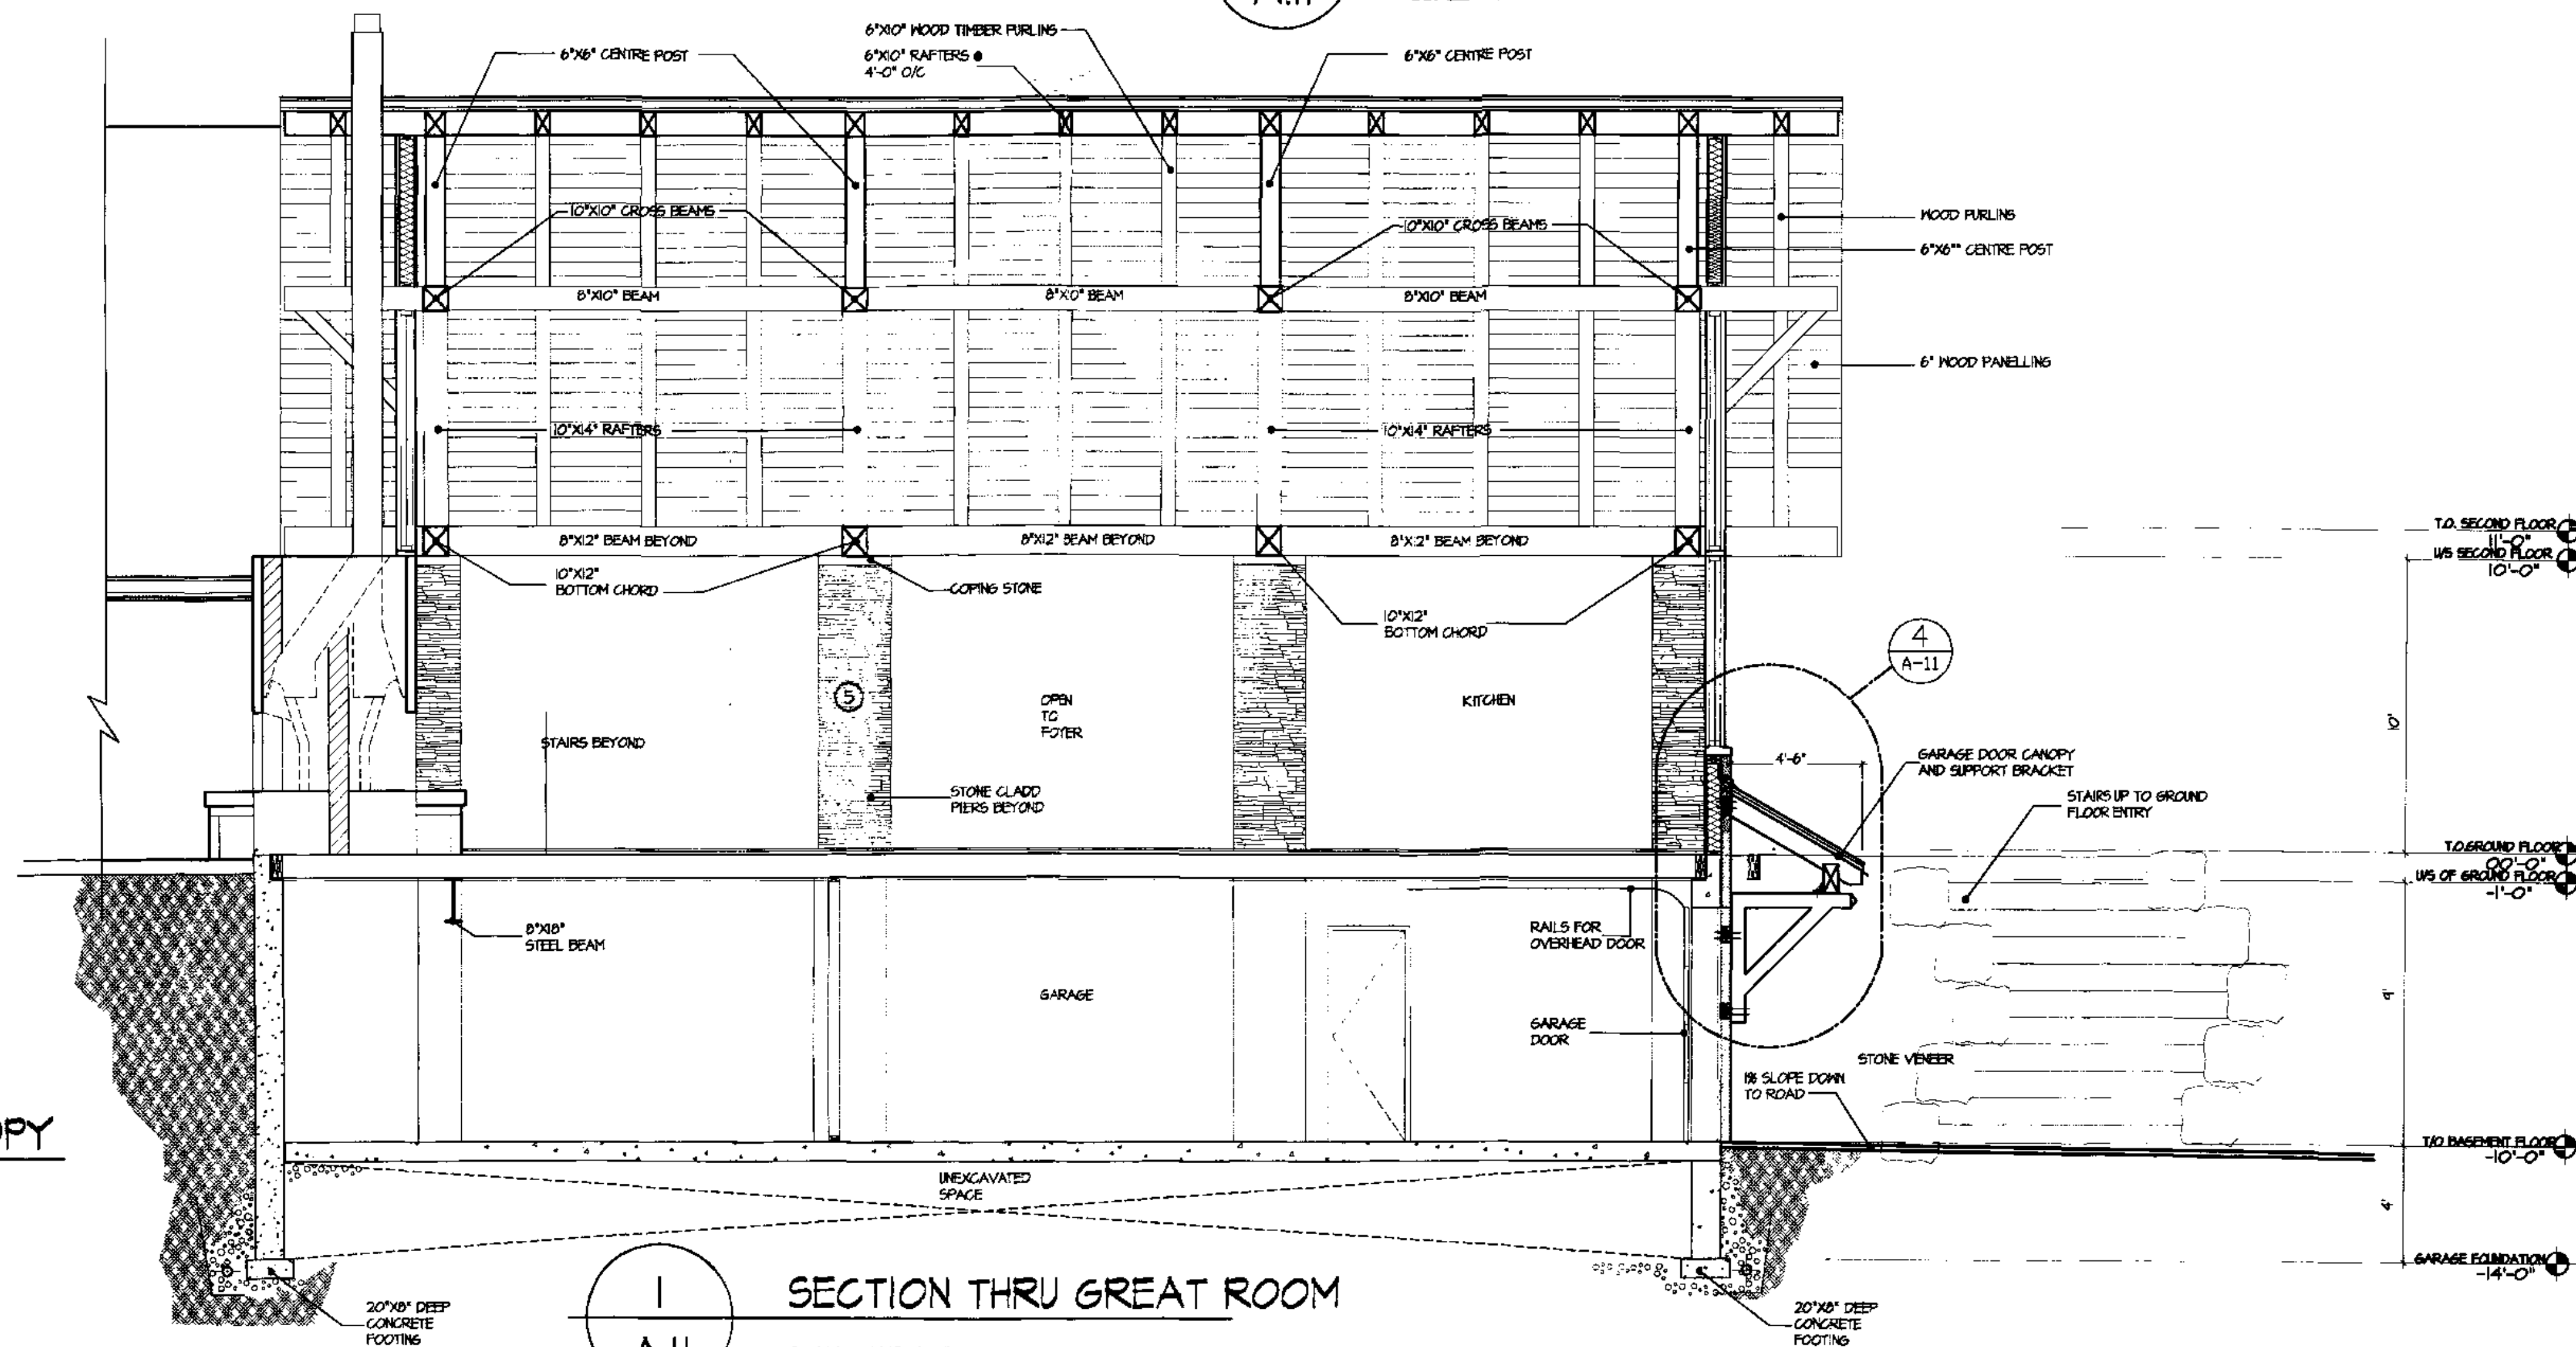 6"X6" CENTRE POST
6"X10" WOOD TIMBER PURLINS
6"X10" RAFTERS @
4'-0" O/C
6"X6" CENTRE POST
10"X10" CROSS BEAMS
10"X10" CROSS BEAMS
WOOD PURLINS
6"X6"" CENTRE POST
8"X10" BEAM
8"X10" BEAM
8"X10" BEAM
6" WOOD PANELLING
10"X14" RAFTERS
10"X14" RAFTERS
8"X12" BEAM BEYOND
8"X12" BEAM BEYOND
8"X12" BEAM BEYOND
T.O. SECOND FLOOR
11'-0"
U/S SECOND FLOOR
10'-0"
10"X12"
BOTTOM CHORD
COPING STONE
10"X12"
BOTTOM CHORD
4
A-11
5
OPEN
TO
FOYER
KITCHEN
STAIRS BEYOND
10'
4'-6"
GARAGE DOOR CANOPY
AND SUPPORT BRACKET
STONE CLADD
PIERS BEYOND
STAIRS UP TO GROUND
FLOOR ENTRY
T.O.GROUND FLOOR
00'-0"
U/S OF GROUND FLOOR
-1'-0"
8"X18"
STEEL BEAM
RAILS FOR
OVERHEAD DOOR
GARAGE
9'
GARAGE
DOOR
STONE VENEER
1% SLOPE DOWN
TO ROAD
OPY
T/O BASEMENT FLOOR
-10'-0"
UNEXCAVATED
SPACE
4'
GARAGE FOUNDATION
-14'-0"
1
SECTION THRU GREAT ROOM
20"X8" DEEP
CONCRETE
FOOTING
20"X8" DEEP
CONCRETE
FOOTING